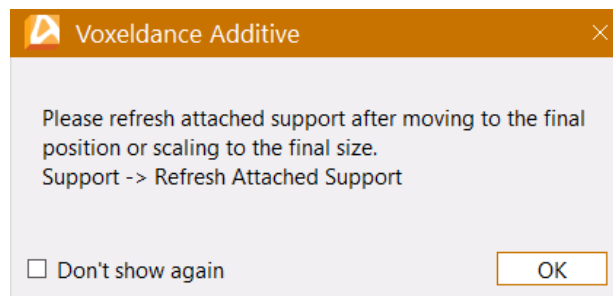 Voxeldance Additive
Please refresh attached support after moving to the final
position or scaling to the final size.
Support -> Refresh Attached Support
Don't show again
OK